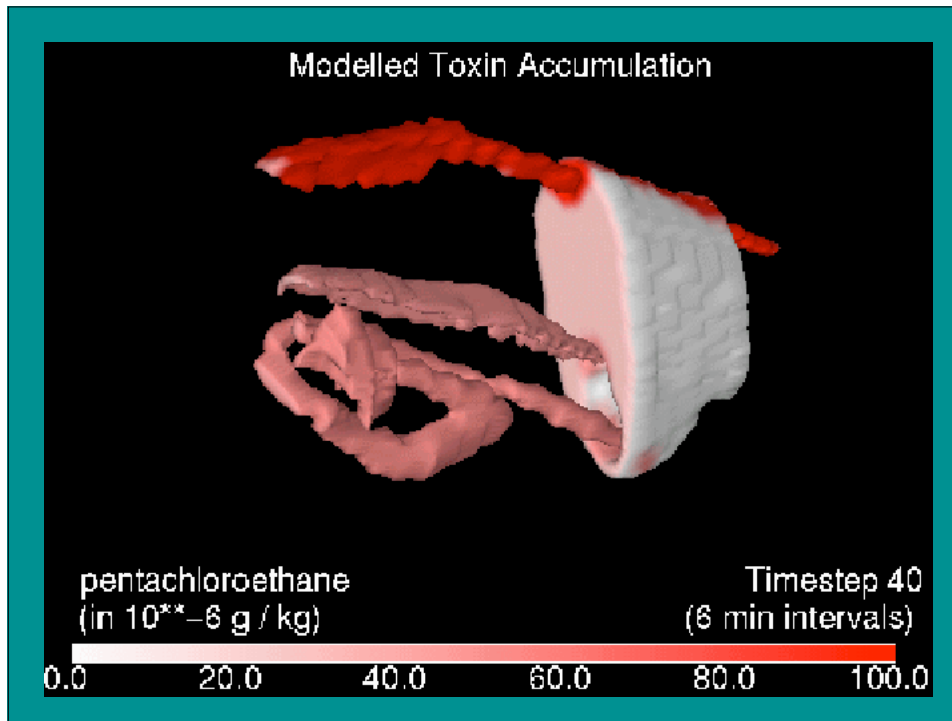 Modelled Toxin Accumulation
pentachloroethane
(in 10**−6 g / kg)
Timestep 40
(6 min intervals)
0.0 20.0 40.0 60.0 80.0 100.0